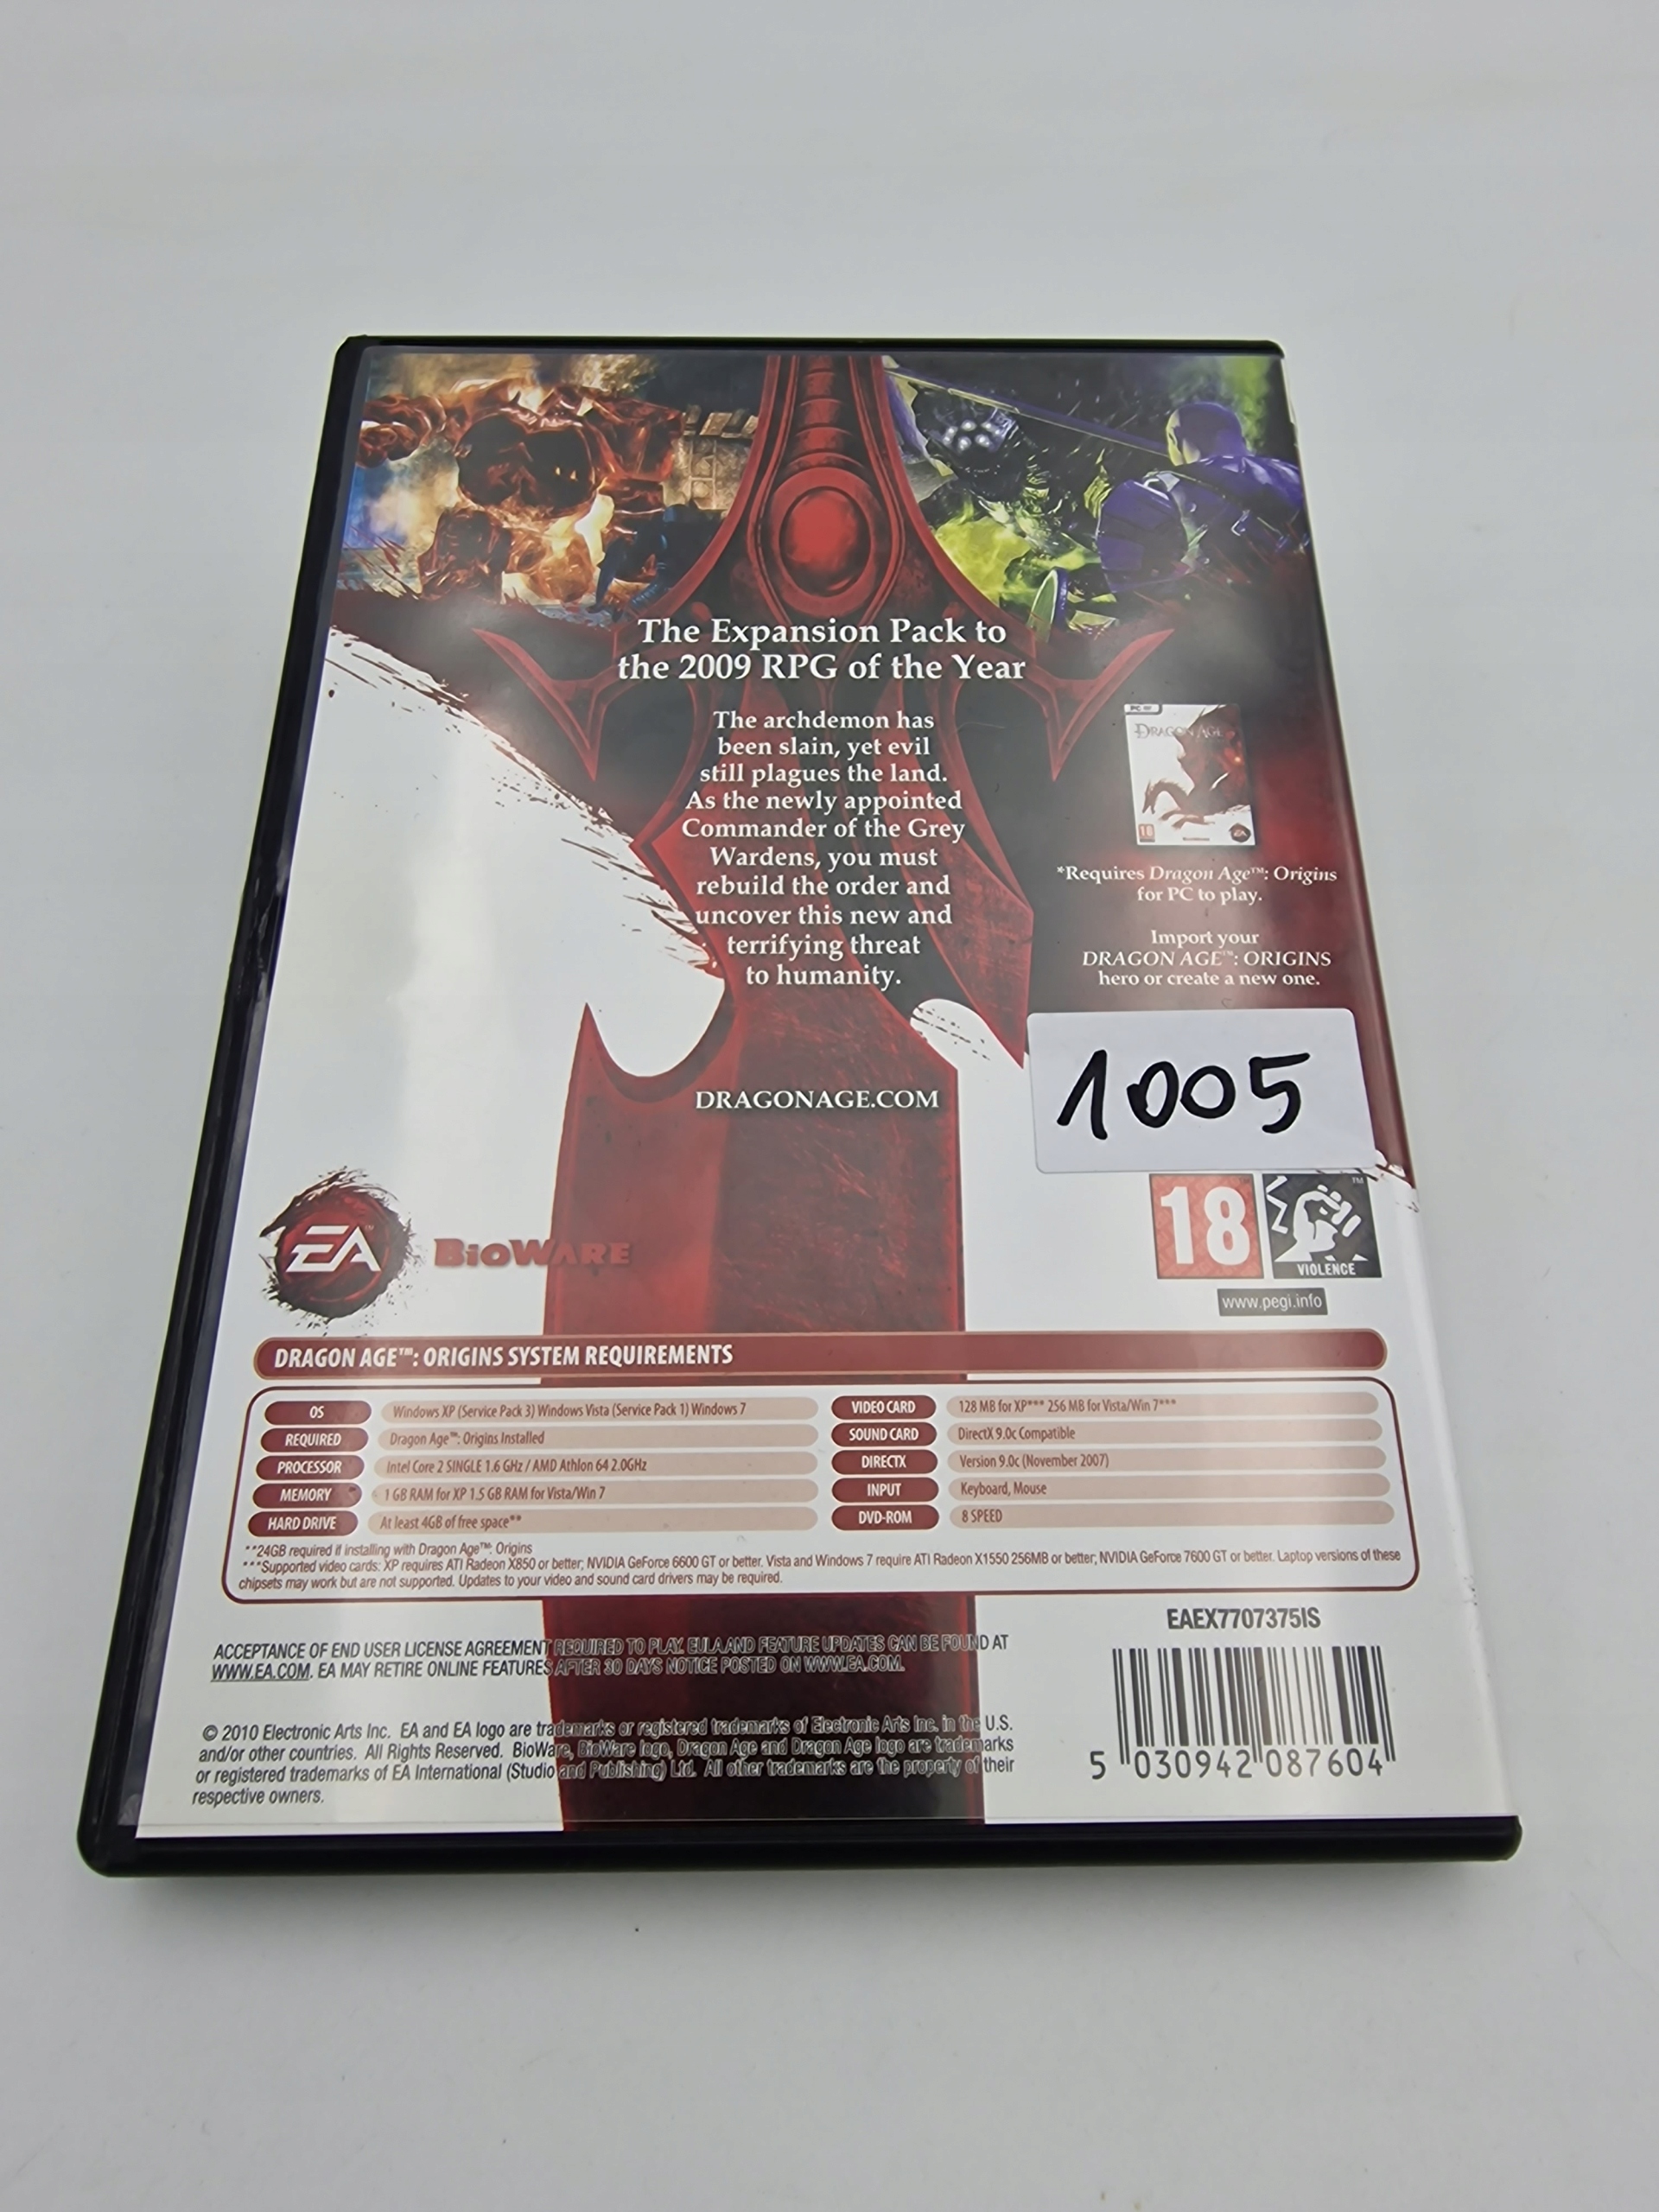 The Expansion Pack to
the 2009 RPG of the Year
The archdemon has
been slain, yet evil
still plagues the land.
As the newly appointed
Commander of the Grey
Wardens, you must
rebuild the order and
uncover this new and
terrifying threat
to humanity.
DRAGONAGE.COM
PC
DRAGON AGE
18
EA
*Requires Dragon Age™: Origins
for PC to play.
Import your
DRAGON AGE™: ORIGINS
hero or create a new one.
1005
EA™
BIOWARE
18
™
VIOLENCE
www.pegi.info
DRAGON AGE™: ORIGINS SYSTEM REQUIREMENTS
OS Windows XP (Service Pack 3) Windows Vista (Service Pack 1) Windows 7
REQUIRED Dragon Age™: Origins Installed
PROCESSOR Intel Core 2 SINGLE 1.6 GHz / AMD Athlon 64 2.0GHz
MEMORY 1 GB RAM for XP 1.5 GB RAM for Vista/Win 7
HARD DRIVE At least 4GB of free space**
VIDEO CARD 128 MB for XP*** 256 MB for Vista/Win 7***
SOUND CARD DirectX 9.0c Compatible
DIRECTX Version 9.0c (November 2007)
INPUT Keyboard, Mouse
DVD-ROM 8 SPEED
**24GB required if installing with Dragon Age™: Origins
***Supported video cards: XP requires ATI Radeon X850 or better; NVIDIA GeForce 6600 GT or better. Vista and Windows 7 require ATI Radeon X1550 256MB or better; NVIDIA GeForce 7600 GT or better. Laptop versions of these
chipsets may work but are not supported. Updates to your video and sound card drivers may be required.
ACCEPTANCE OF END USER LICENSE AGREEMENT REQUIRED TO PLAY. EULA AND FEATURE UPDATES CAN BE FOUND AT
WWW.EA.COM. EA MAY RETIRE ONLINE FEATURES AFTER 30 DAYS NOTICE POSTED ON WWW.EA.COM.
© 2010 Electronic Arts Inc. EA and EA logo are trademarks or registered trademarks of Electronic Arts Inc. in the U.S.
and/or other countries. All Rights Reserved. BioWare, BioWare logo, Dragon Age and Dragon Age logo are trademarks
or registered trademarks of EA International (Studio and Publishing) Ltd. All other trademarks are the property of their
respective owners.
EAEX7707375IS
5 030942 087604